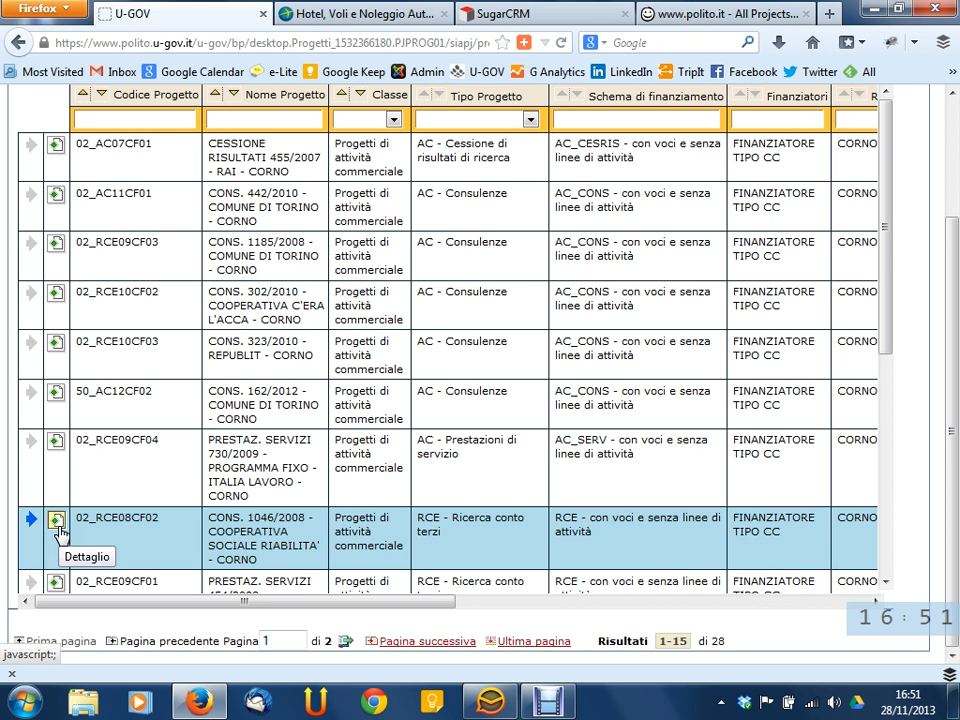 Firefox
U-GOV
Hotel, Voli e Noleggio Aut...
SugarCRM
www.polito.it - All Projects...
https://www.polito.u-gov.it/u-gov/bp/desktop.Progetti_1532366180.PJPROG01/siapj/pr
Google
Most Visited
Inbox
Google Calendar
e-Lite
Google Keep
Admin
U-GOV
G Analytics
LinkedIn
TripIt
Facebook
Twitter
All
»
Codice Progetto
Nome Progetto
Classe
Tipo Progetto
Schema di finanziamento
Finanziatori
02_AC07CF01
CESSIONE
RISULTATI 455/2007
- RAI - CORNO
Progetti di
attività
commerciale
AC - Cessione di
risultati di ricerca
AC_CESRIS - con voci e senza
linee di attività
FINANZIATORE
TIPO CC
CORNO
02_AC11CF01
CONS. 442/2010 -
COMUNE DI TORINO
- CORNO
Progetti di
attività
commerciale
AC - Consulenze
AC_CONS - con voci e senza
linee di attività
FINANZIATORE
TIPO CC
CORNO
02_RCE09CF03
CONS. 1185/2008 -
COMUNE DI TORINO
- CORNO
Progetti di
attività
commerciale
AC - Consulenze
AC_CONS - con voci e senza
linee di attività
FINANZIATORE
TIPO CC
CORNO
02_RCE10CF02
CONS. 302/2010 -
COOPERATIVA C'ERA
L'ACCA - CORNO
Progetti di
attività
commerciale
AC - Consulenze
AC_CONS - con voci e senza
linee di attività
FINANZIATORE
TIPO CC
CORNO
02_RCE10CF03
CONS. 323/2010 -
REPUBLIT - CORNO
Progetti di
attività
commerciale
AC - Consulenze
AC_CONS - con voci e senza
linee di attività
FINANZIATORE
TIPO CC
CORNO
50_AC12CF02
CONS. 162/2012 -
COMUNE DI TORINO
- CORNO
Progetti di
attività
commerciale
AC - Consulenze
AC_CONS - con voci e senza
linee di attività
FINANZIATORE
TIPO CC
CORNO
02_RCE09CF04
PRESTAZ. SERVIZI
730/2009 -
PROGRAMMA FIXO -
ITALIA LAVORO -
CORNO
Progetti di
attività
commerciale
AC - Prestazioni di
servizio
AC_SERV - con voci e senza
linee di attività
FINANZIATORE
TIPO CC
CORNO
02_RCE08CF02
CONS. 1046/2008 -
COOPERATIVA
SOCIALE RIABILITA'
- CORNO
Progetti di
attività
commerciale
RCE - Ricerca conto
terzi
RCE - con voci e senza linee di
attività
FINANZIATORE
TIPO CC
CORNO
Dettaglio
02_RCE09CF01
PRESTAZ. SERVIZI
Progetti di
attività
RCE - Ricerca conto
terzi
RCE - con voci e senza linee di
FINANZIATORE
TIPO CC
CORNO
16:51
Prima pagina
Pagina precedente
Pagina 1 di 2
Pagina successiva
Ultima pagina
Risultati 1-15 di 28
javascript:;
16:51
28/11/2013